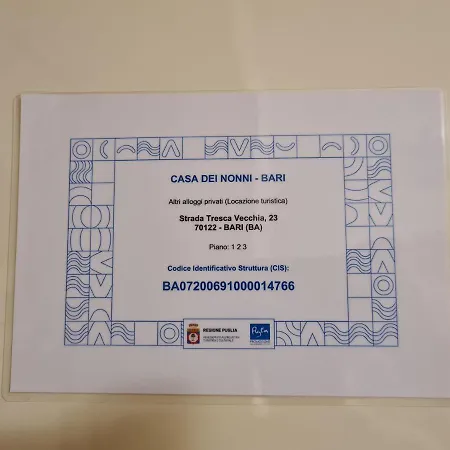 CASA DEI NONNI - BARI
Altri alloggi privati (Locazione turistica)
Strada Tresca Vecchia, 23
70122 - BARI (BA)
Piano: 1 2 3
Codice Identificativo Struttura (CIS):
BA07200691000014766
REGIONE PUGLIA
Puglia